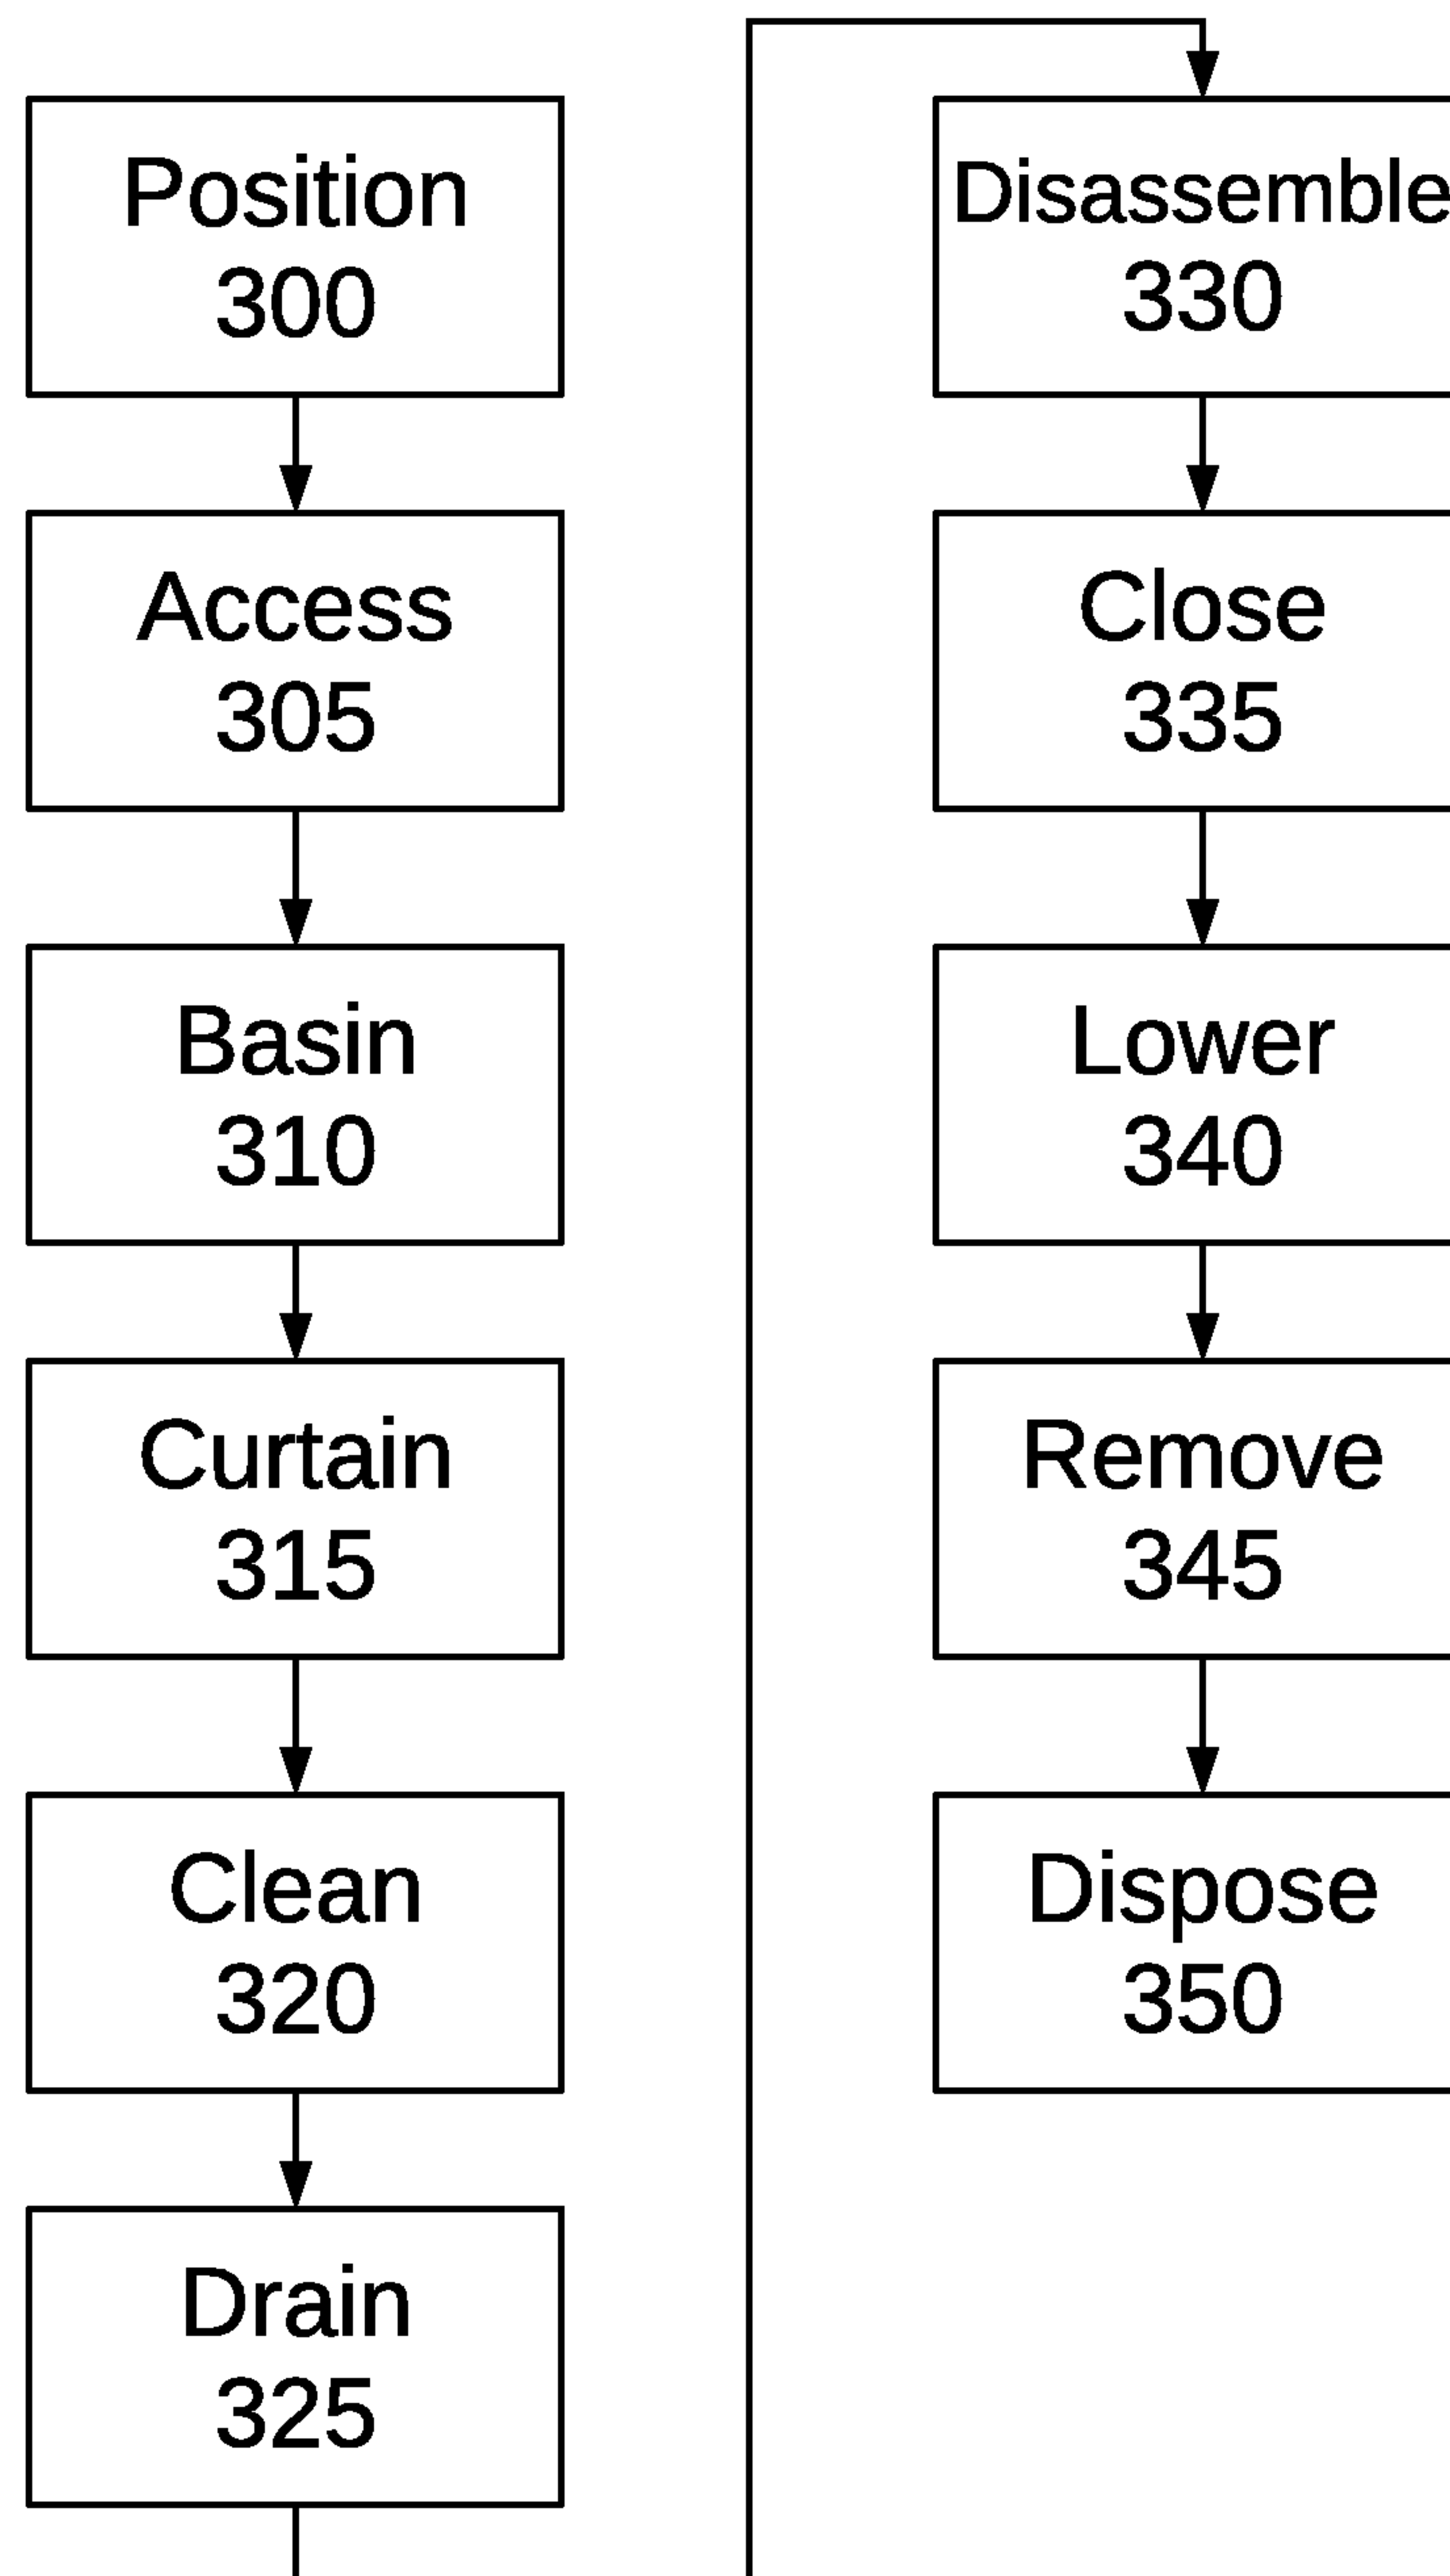 Position
300
Access
305
Basin
310
Curtain
315
Clean
320
Drain
325
Disassemble
330
Close
335
Lower
340
Remove
345
Dispose
350